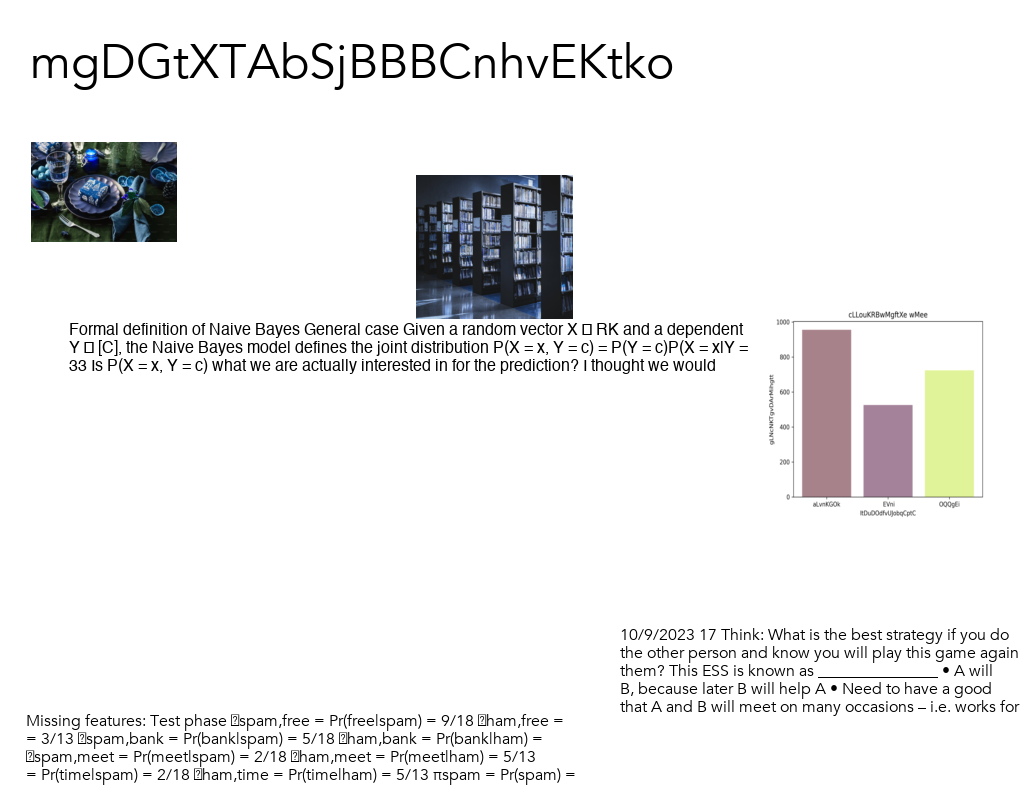 mgDGtXTAbSjBBBCnhvEKtko
Formal definition of Naive Bayes General case Given a random vector X □ RK and a dependent
Y □ [C], the Naive Bayes model defines the joint distribution P(X = x, Y = c) = P(Y = c)P(X = x|Y =
33 Is P(X = x, Y = c) what we are actually interested in for the prediction? I thought we would
cLLouKRBwMgftXe wMee
1000
800
600
400
200
0
gLNcNKTgvDArMihgtt
aLvnKGOk EVni OQQgEi
ltDuDOdfvUJobqCptC
10/9/2023 17 Think: What is the best strategy if you do
the other person and know you will play this game again
them? This ESS is known as ________________ • A will
B, because later B will help A • Need to have a good
that A and B will meet on many occasions – i.e. works for
Missing features: Test phase �spam,free = Pr(free|spam) = 9/18 �ham,free =
= 3/13 �spam,bank = Pr(bank|spam) = 5/18 �ham,bank = Pr(bank|ham) =
�spam,meet = Pr(meet|spam) = 2/18 �ham,meet = Pr(meet|ham) = 5/13
= Pr(time|spam) = 2/18 �ham,time = Pr(time|ham) = 5/13 πspam = Pr(spam) =